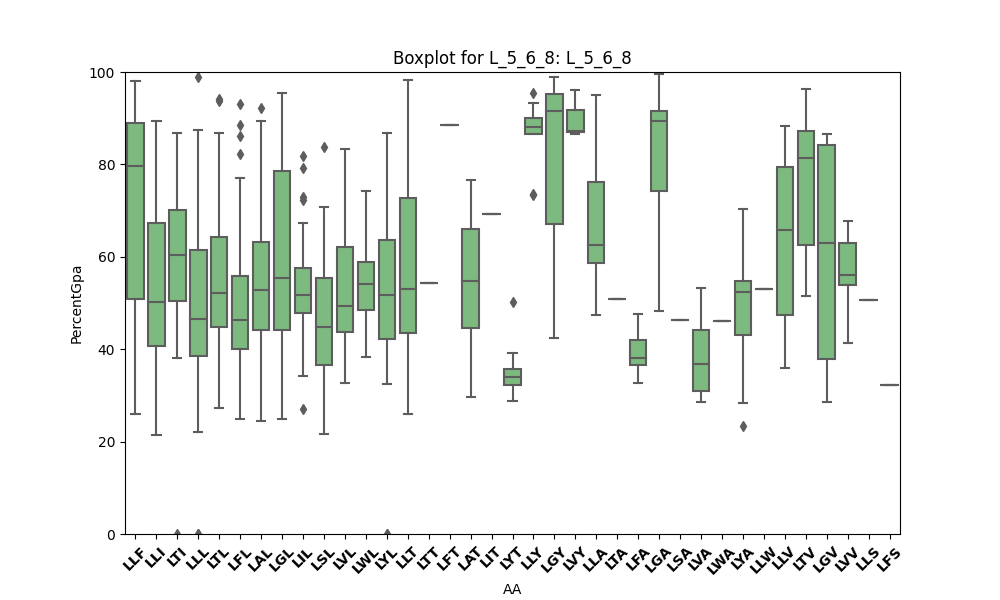 Boxplot for L_5_6_8: L_5_6_8
100
80
60
40
20
0
PercentGpa
LLF LLI LTI LLL LTL LFL LAL LGL LIL LSL LVL LWL LYL LLT LTT LFT LAT LIT LYT LLY LGY LVY LLA LTA LFA LGA LSA LVA LWA LYA LLW LLV LTV LGV LVV LLS LFS
AA